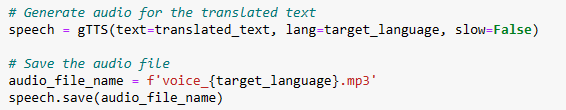 # Generate audio for the translated text
speech = gTTS(text=translated_text, lang=target_language, slow=False)
# Save the audio file
audio_file_name = f'voice_{target_language}.mp3'
speech.save(audio_file_name)